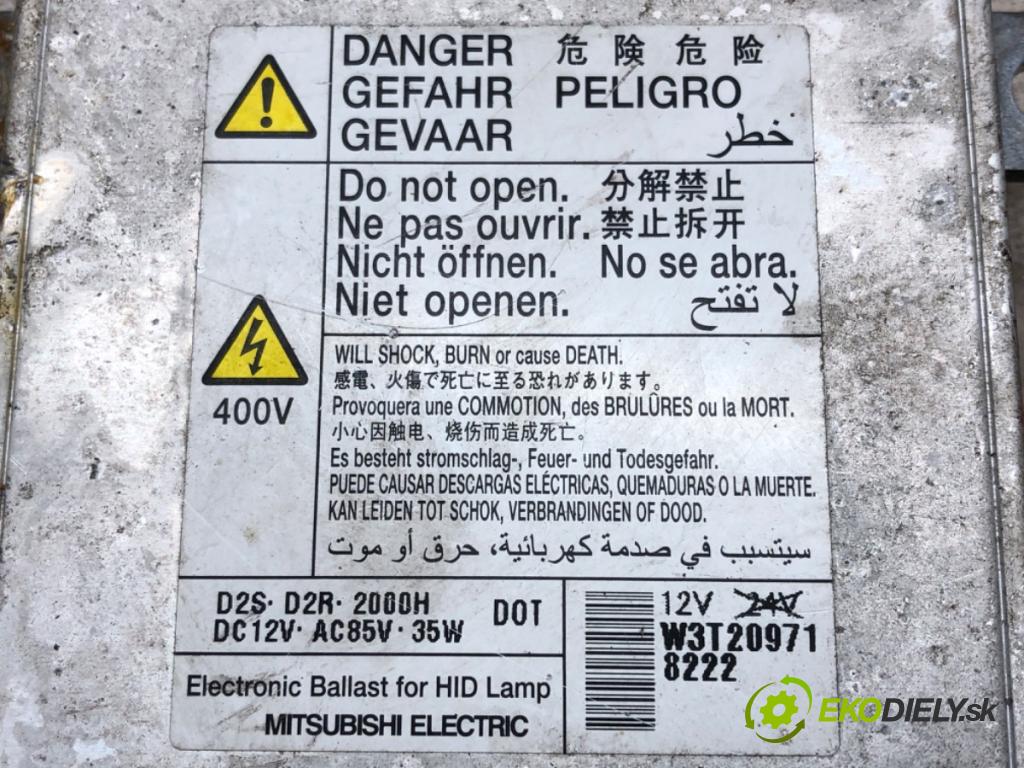 DANGER 危 険 危 险
GEFAHR PELIGRO
GEVAAR خطر
Do not open. 分解禁止
Ne pas ouvrir. 禁止拆开
Nicht öffnen. No se abra.
Niet openen. لا تفتح
400V
WILL SHOCK, BURN or cause DEATH.
感電、火傷で死亡に至る恐れがあります。
Provoquera une COMMOTION, des BRULÛRES ou la MORT.
小心因触电、烧伤而造成死亡。
Es besteht stromschlag-, Feuer- und Todesgefahr.
PUEDE CAUSAR DESCARGAS ELÉCTRICAS, QUEMADURAS O LA MUERTE.
KAN LEIDEN TOT SCHOK, VERBRANDINGEN OF DOOD.
سيتسبب في صدمة كهربائية، حرق أو موت
D2S· D2R· 2000H
DC12V· AC85V· 35W
DOT
12V 24V
W3T20971
8222
Electronic Ballast for HID Lamp
MITSUBISHI ELECTRIC
EKODIELY.sk